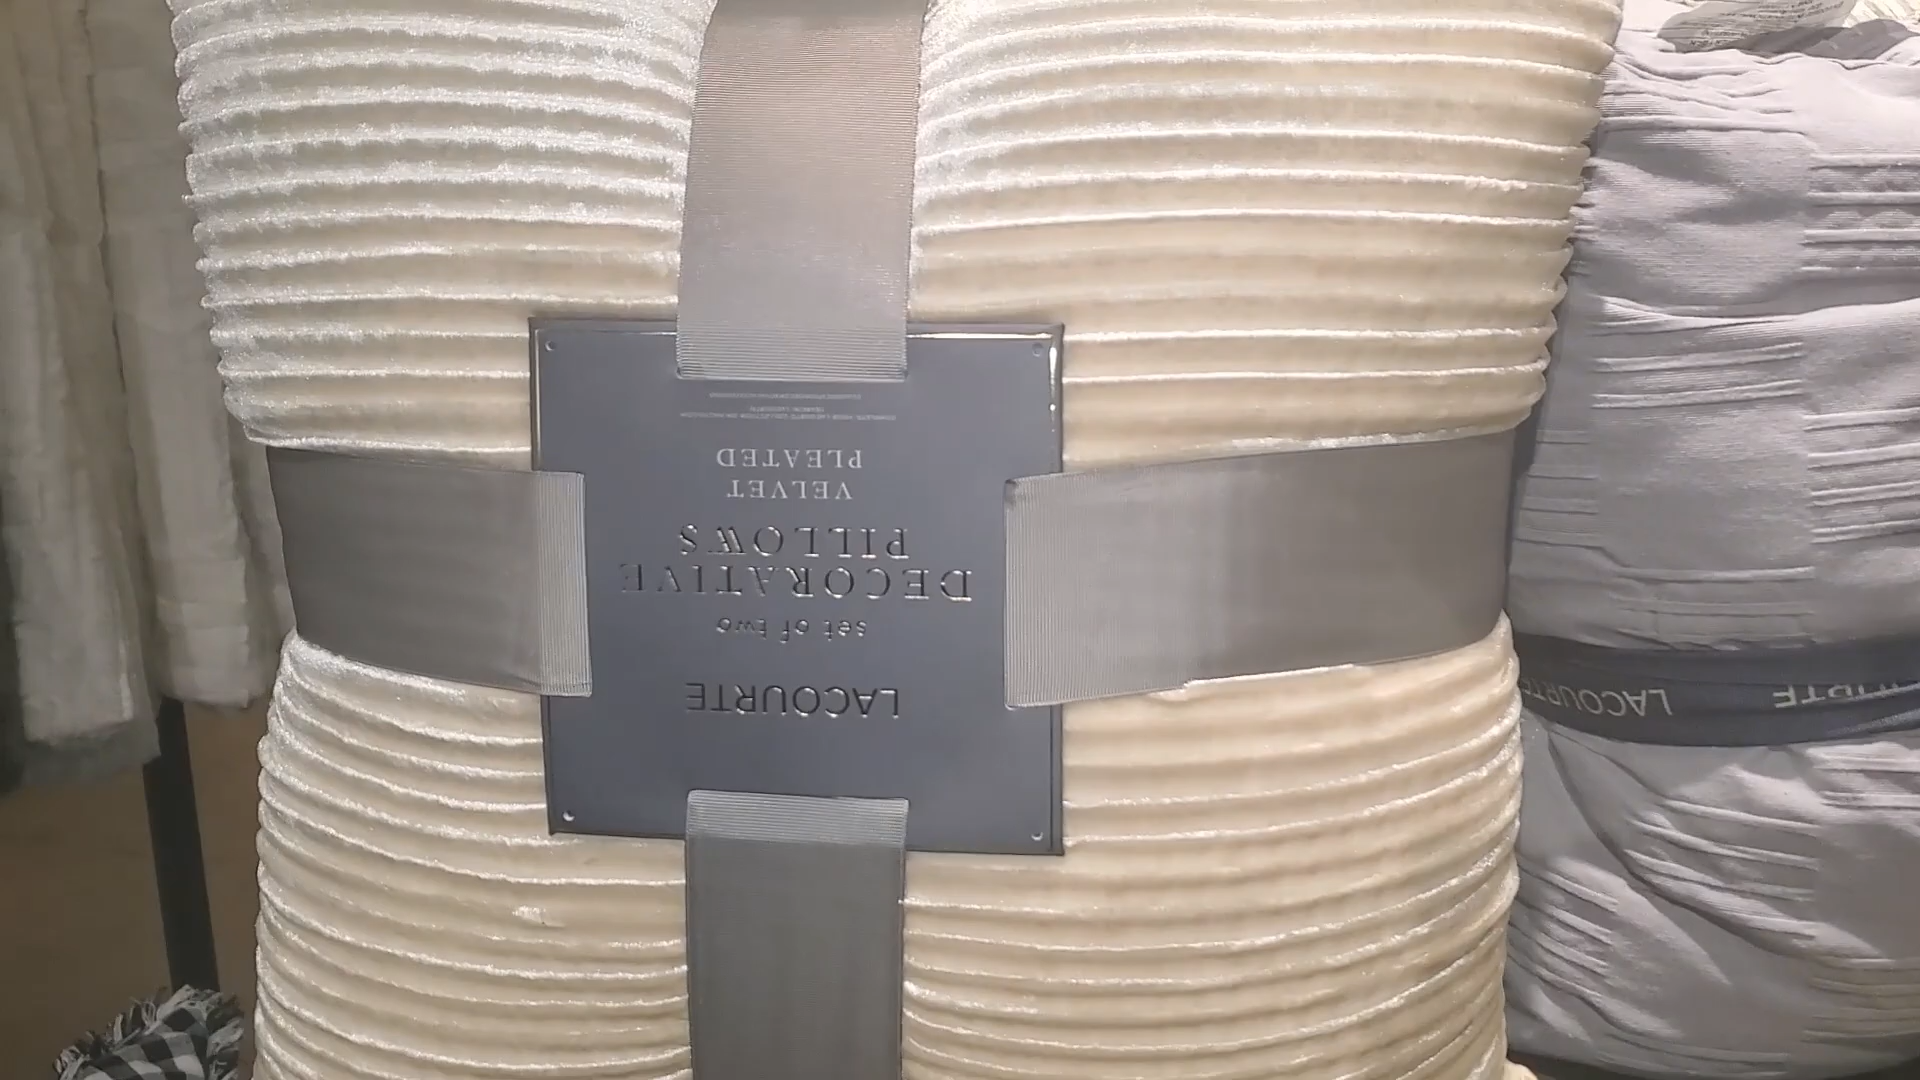 LACOURTE
set of two
DECORATIVE
PILLOWS
VELVET
PLEATED
LACOURTE